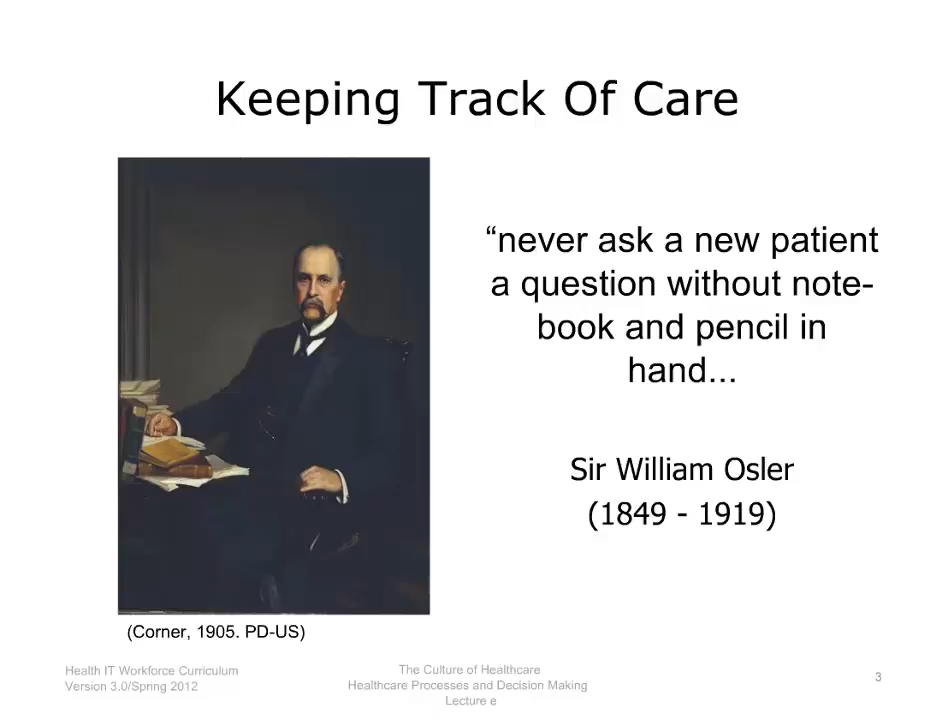 Keeping Track Of Care
“never ask a new patient
a question without note-
book and pencil in
hand...
Sir William Osler
(1849 - 1919)
(Corner, 1905. PD-US)
Health IT Workforce Curriculum
Version 3.0/Spring 2012
The Culture of Healthcare
Healthcare Processes and Decision Making
Lecture e
3